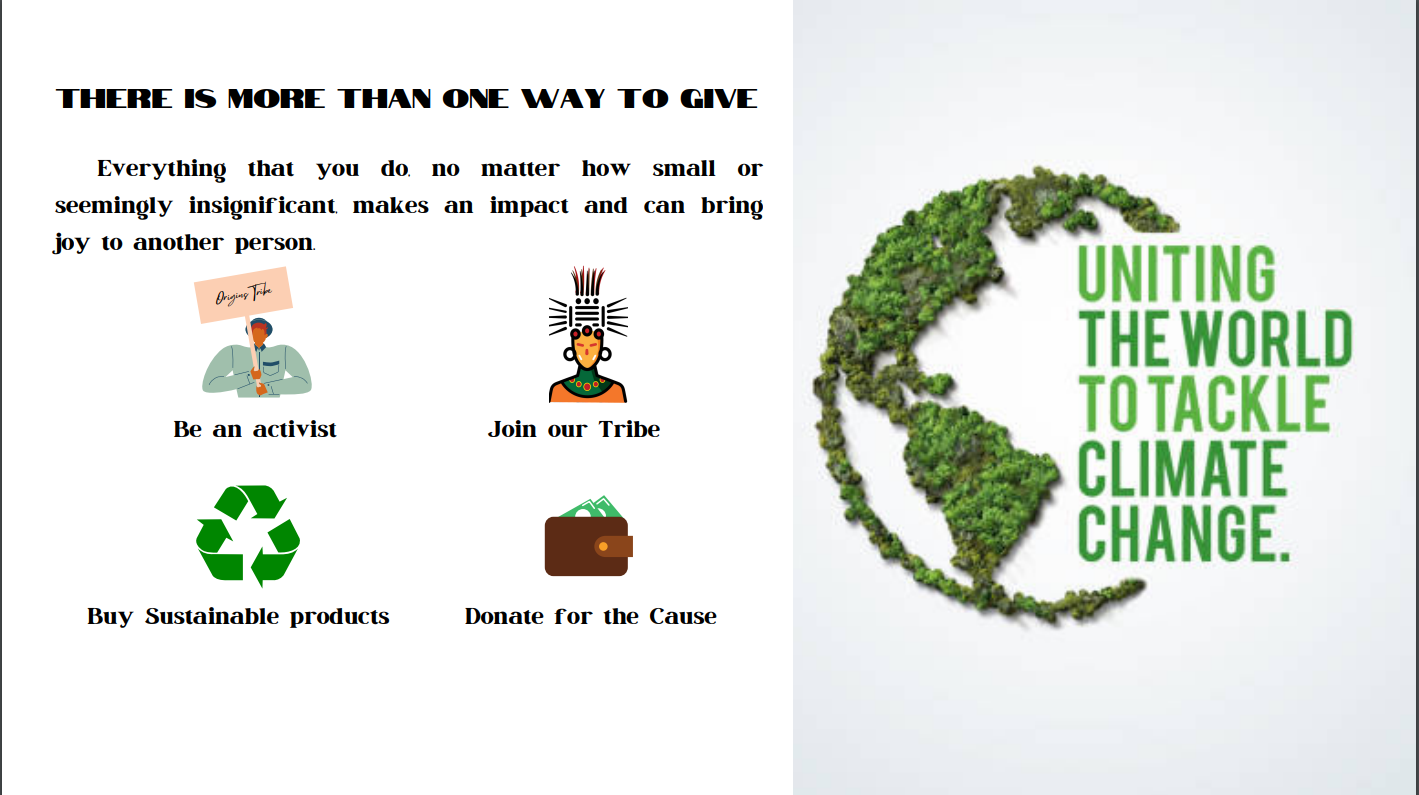 THERE IS MORE THAN ONE WAY TO GIVE
Everything that you do, no matter how small or
seemingly insignificant, makes an impact and can bring
joy to another person.
Origins Tribe
Be an activist
Join our Tribe
Buy Sustainable products
Donate for the Cause
UNITING
THE WORLD
TO TACKLE
CLIMATE
CHANGE.